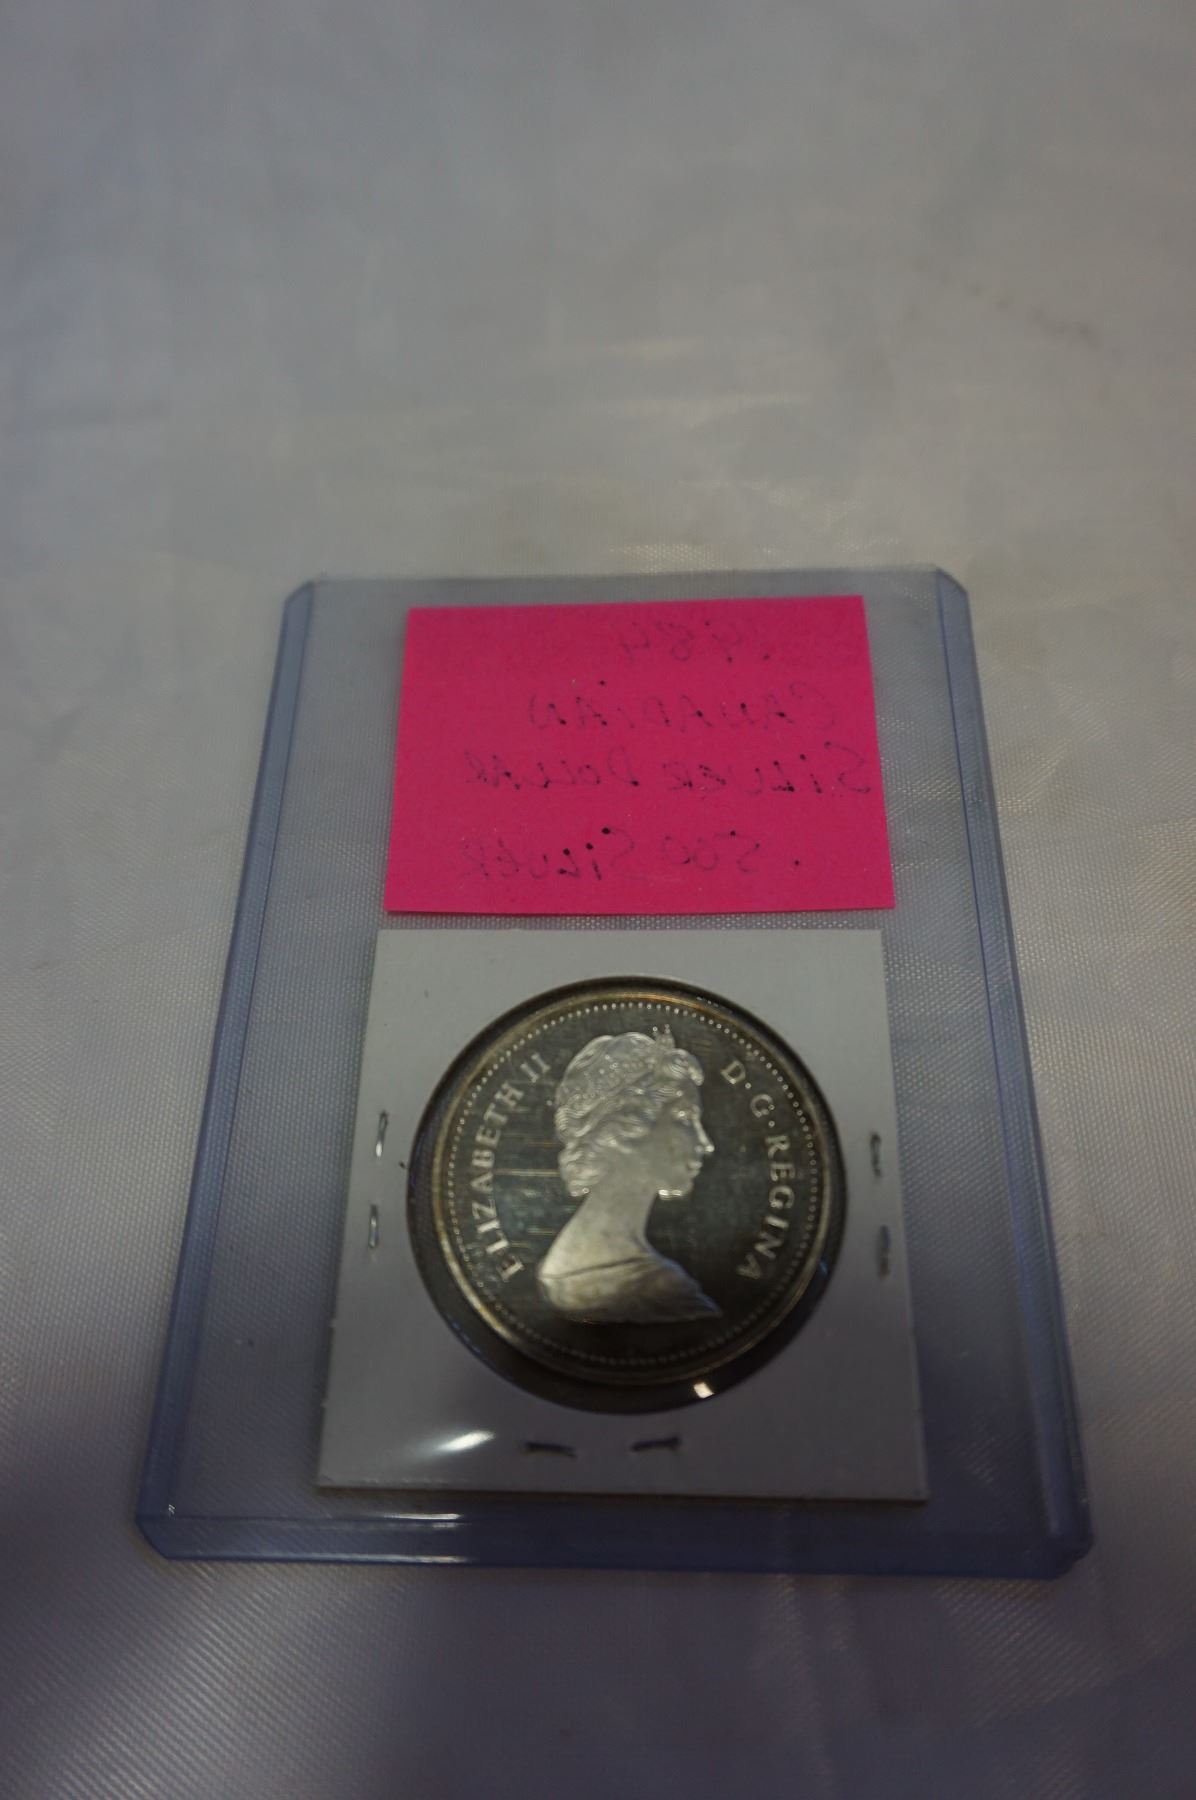 1984
CANADIAN
SiLVER DOLLAR
.500 SiLVER
ELIZABETH II D·G·REGINA